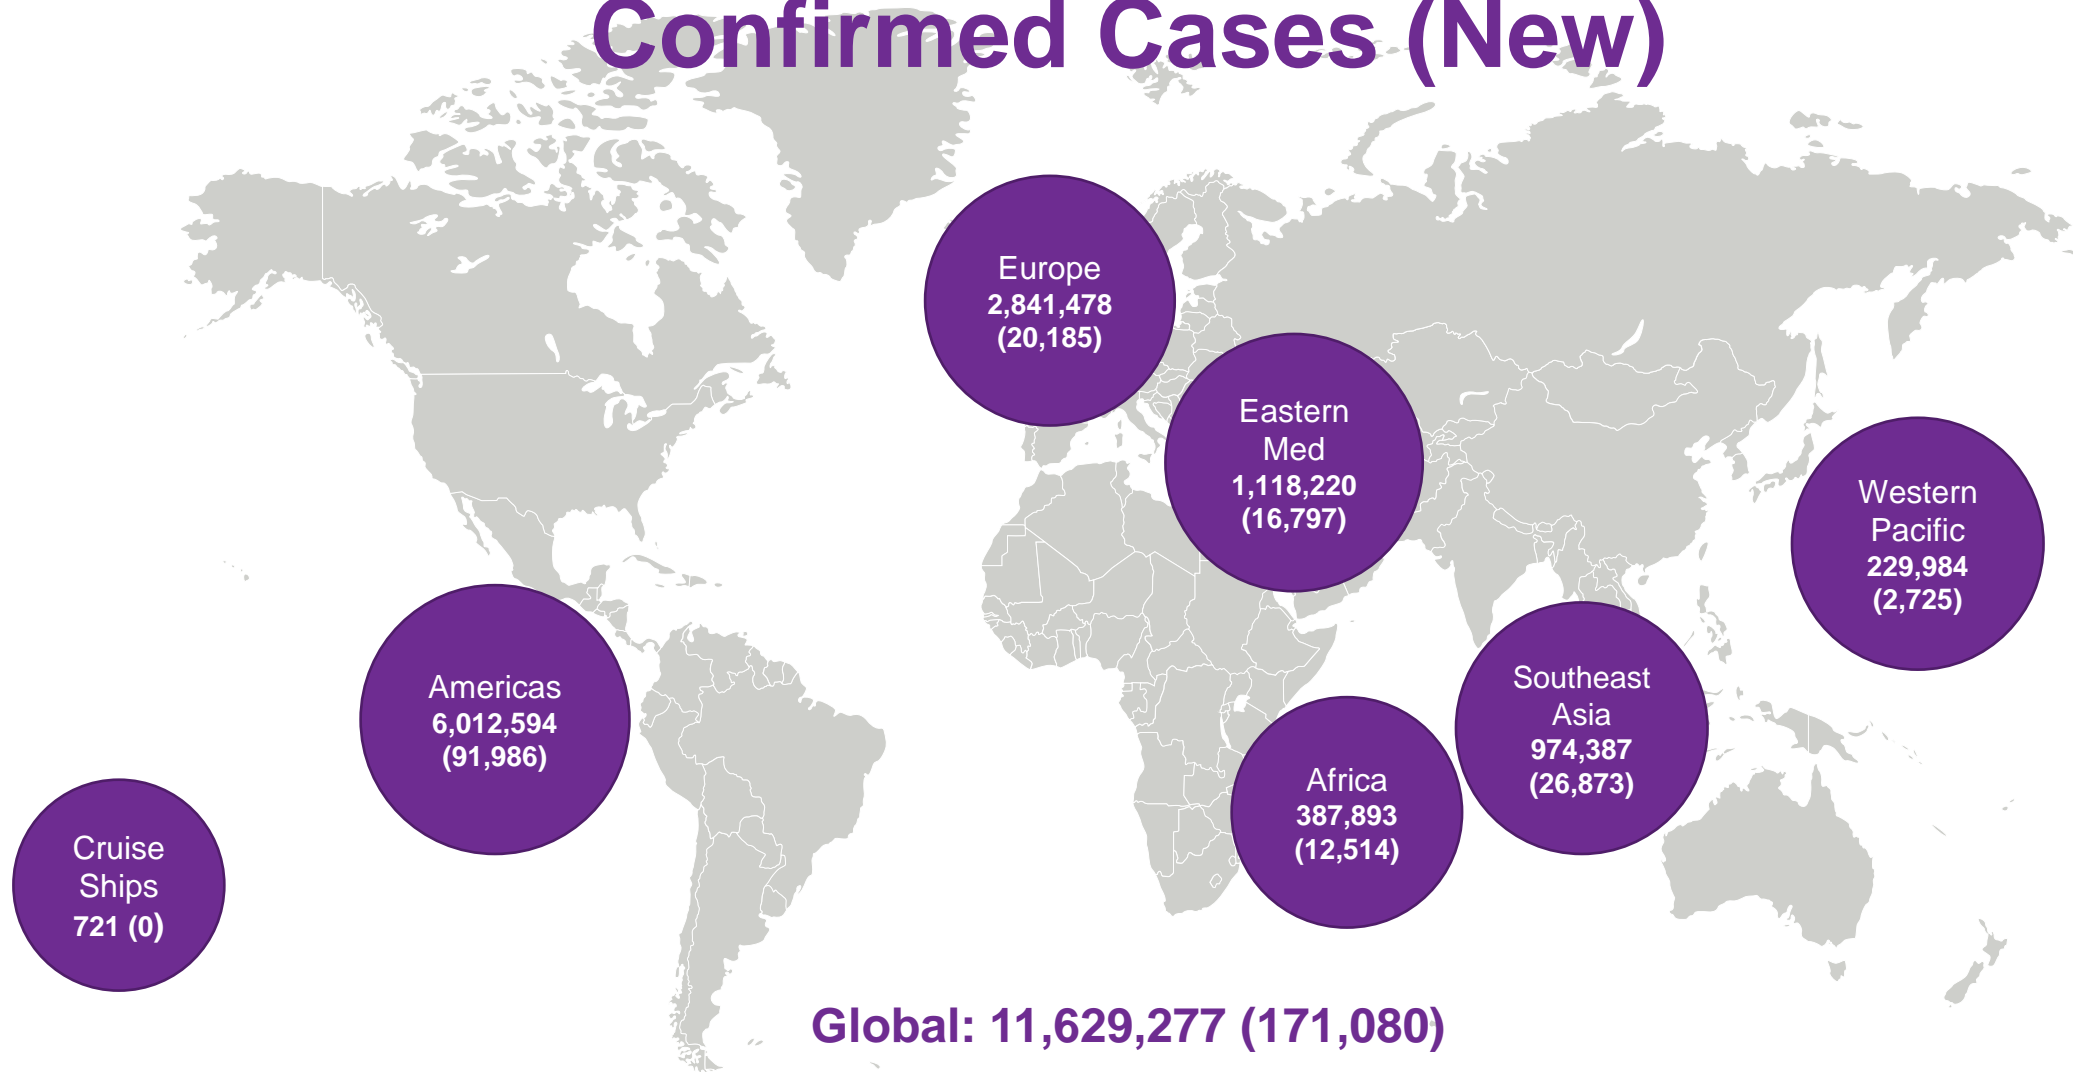 Confirmed Cases (New)
Europe
2,841,478
(20,185)
Eastern
Med
1,118,220
(16,797)
Western
Pacific
229,984
(2,725)
Americas
6,012,594
(91,986)
Southeast
Asia
974,387
(26,873)
Africa
387,893
(12,514)
Cruise
Ships
721 (0)
Global: 11,629,277 (171,080)